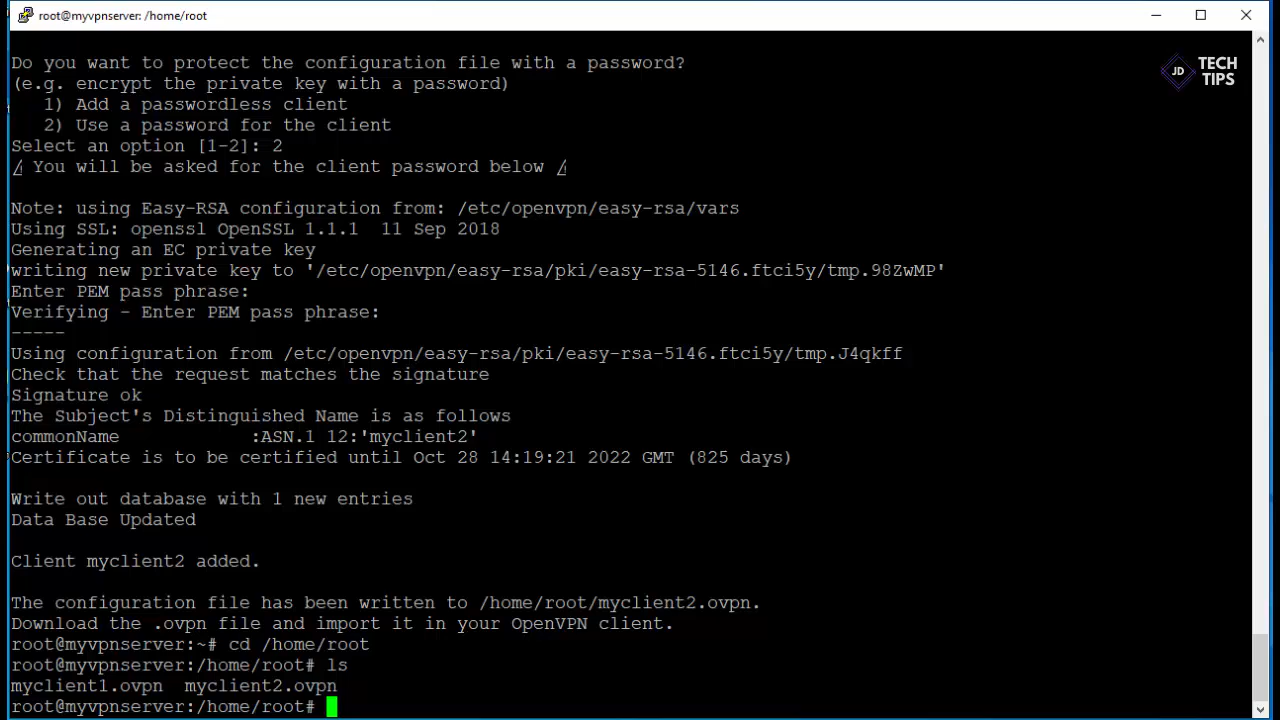 root@myvpnserver: /home/root
JD
TECH
TIPS
Do you want to protect the configuration file with a password?
(e.g. encrypt the private key with a password)
   1) Add a passwordless client
   2) Use a password for the client
Select an option [1-2]: 2
⚠ You will be asked for the client password below ⚠
Note: using Easy-RSA configuration from: /etc/openvpn/easy-rsa/vars
Using SSL: openssl OpenSSL 1.1.1  11 Sep 2018
Generating an EC private key
writing new private key to '/etc/openvpn/easy-rsa/pki/easy-rsa-5146.ftci5y/tmp.98ZwMP'
Enter PEM pass phrase:
Verifying - Enter PEM pass phrase:
-----
Using configuration from /etc/openvpn/easy-rsa/pki/easy-rsa-5146.ftci5y/tmp.J4qkff
Check that the request matches the signature
Signature ok
The Subject's Distinguished Name is as follows
commonName            :ASN.1 12:'myclient2'
Certificate is to be certified until Oct 28 14:19:21 2022 GMT (825 days)
Write out database with 1 new entries
Data Base Updated
Client myclient2 added.
The configuration file has been written to /home/root/myclient2.ovpn.
Download the .ovpn file and import it in your OpenVPN client.
root@myvpnserver:~# cd /home/root
root@myvpnserver:/home/root# ls
myclient1.ovpn  myclient2.ovpn
root@myvpnserver:/home/root#